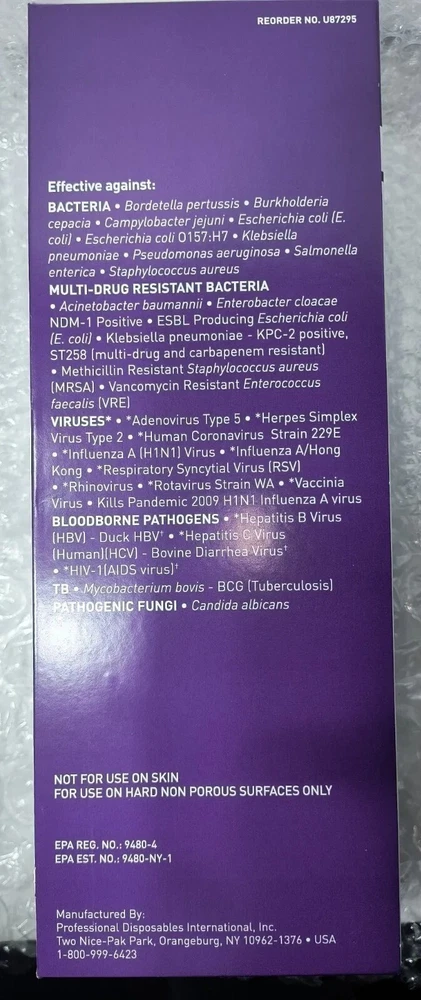 REORDER NO. U87295
Effective against:
BACTERIA • Bordetella pertussis • Burkholderia
cepacia • Campylobacter jejuni • Escherichia coli (E.
coli) • Escherichia coli O157:H7 • Klebsiella
pneumoniae • Pseudomonas aeruginosa • Salmonella
enterica • Staphylococcus aureus
MULTI-DRUG RESISTANT BACTERIA
• Acinetobacter baumannii • Enterobacter cloacae
NDM-1 Positive • ESBL Producing Escherichia coli
(E. coli) • Klebsiella pneumoniae - KPC-2 positive,
ST258 (multi-drug and carbapenem resistant)
• Methicillin Resistant Staphylococcus aureus
(MRSA) • Vancomycin Resistant Enterococcus
faecalis (VRE)
VIRUSES* • *Adenovirus Type 5 • *Herpes Simplex
Virus Type 2 • *Human Coronavirus Strain 229E
• *Influenza A (H1N1) Virus • *Influenza A/Hong
Kong • *Respiratory Syncytial Virus (RSV)
• *Rhinovirus • *Rotavirus Strain WA • *Vaccinia
Virus • Kills Pandemic 2009 H1N1 Influenza A virus
BLOODBORNE PATHOGENS • *Hepatitis B Virus
(HBV) - Duck HBV† • *Hepatitis C Virus
(Human)(HCV) - Bovine Diarrhea Virus†
• *HIV-1(AIDS virus)†
TB • Mycobacterium bovis - BCG (Tuberculosis)
PATHOGENIC FUNGI • Candida albicans
NOT FOR USE ON SKIN
FOR USE ON HARD NON POROUS SURFACES ONLY
EPA REG. NO.: 9480-4
EPA EST. NO.: 9480-NY-1
Manufactured By:
Professional Disposables International, Inc.
Two Nice-Pak Park, Orangeburg, NY 10962-1376 • USA
1-800-999-6423